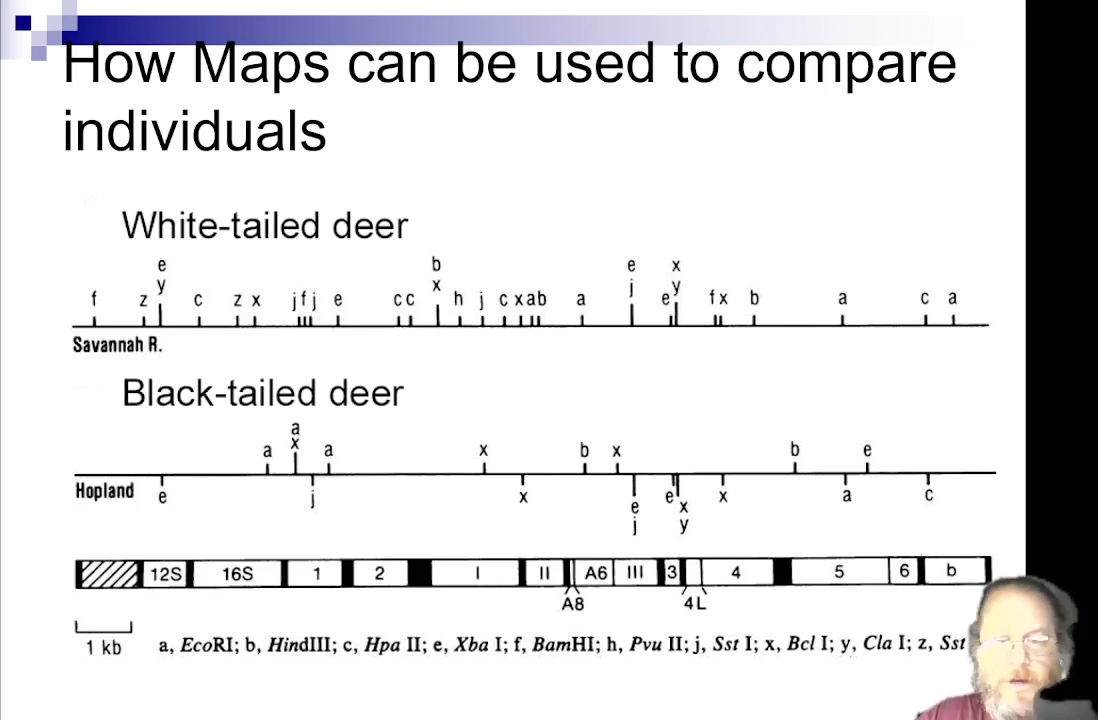 How Maps can be used to compare
individuals
White-tailed deer
e b e x
y x j y
f z c z x j f j e c c h j c x a b a e f x b a c a
Savannah R.
Black-tailed deer
a
a x a x b x b e
Hopland e j x e e x x a c
j y
12S 16S 1 2 I II A6 III 3 4 5 6 b
A8 4L
1 kb a, EcoRI; b, HindIII; c, Hpa II; e, Xba I; f, BamHI; h, Pvu II; j, Sst I; x, Bcl I; y, Cla I; z, Sst